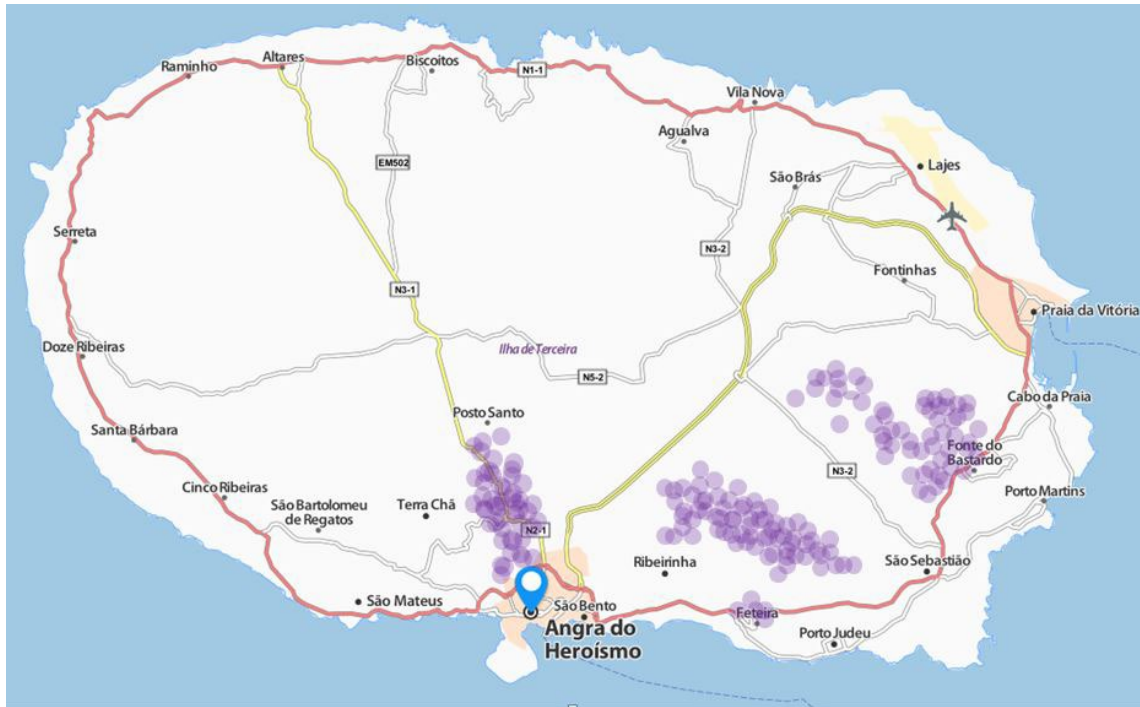 Altares
Biscoitos
Raminho
N1-1
Vila Nova
Agualva
EM502
Lajes
São Brás
Serreta
N3-2
Fontinhas
N3-1
Praia da Vitória
Doze Ribeiras
Ilha de Terceira
N5-2
Cabo da Praia
Posto Santo
Santa Bárbara
Fonte do
Bastardo
N3-2
Cinco Ribeiras
Porto Martins
São Bartolomeu
de Regatos
Terra Chã
N2-1
Ribeirinha
São Sebastião
São Mateus
São Bento
Feteira
Angra do
Heroísmo
Porto Judeu